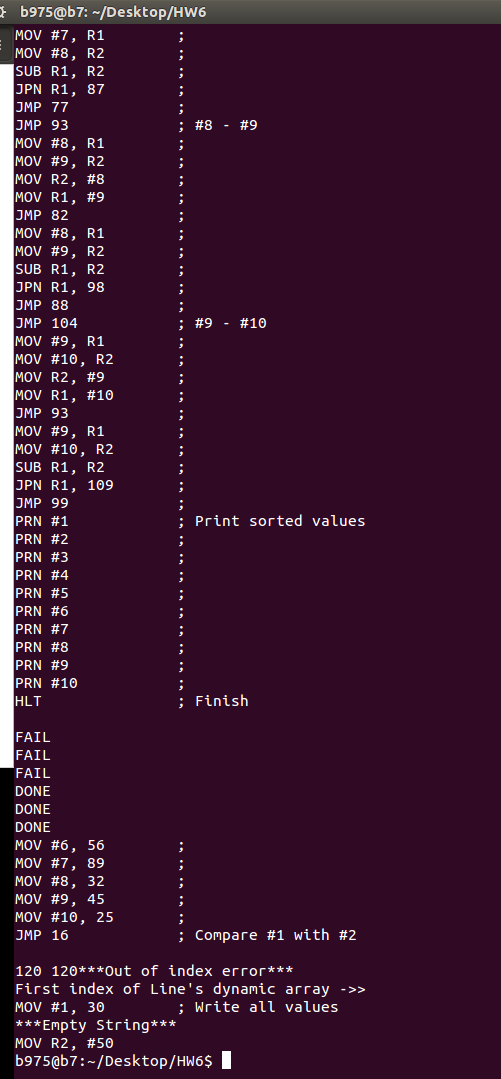 b975@b7: ~/Desktop/HW6
MOV #7, R1 ;
MOV #8, R2 ;
SUB R1, R2 ;
JPN R1, 87 ;
JMP 77 ;
JMP 93 ; #8 - #9
MOV #8, R1 ;
MOV #9, R2 ;
MOV R2, #8 ;
MOV R1, #9 ;
JMP 82 ;
MOV #8, R1 ;
MOV #9, R2 ;
SUB R1, R2 ;
JPN R1, 98 ;
JMP 88 ;
JMP 104 ; #9 - #10
MOV #9, R1 ;
MOV #10, R2 ;
MOV R2, #9 ;
MOV R1, #10 ;
JMP 93 ;
MOV #9, R1 ;
MOV #10, R2 ;
SUB R1, R2 ;
JPN R1, 109 ;
JMP 99 ;
PRN #1 ; Print sorted values
PRN #2 ;
PRN #3 ;
PRN #4 ;
PRN #5 ;
PRN #6 ;
PRN #7 ;
PRN #8 ;
PRN #9 ;
PRN #10 ;
HLT ; Finish
FAIL
FAIL
FAIL
DONE
DONE
DONE
MOV #6, 56 ;
MOV #7, 89 ;
MOV #8, 32 ;
MOV #9, 45 ;
MOV #10, 25 ;
JMP 16 ; Compare #1 with #2
120 120***Out of index error***
First index of Line's dynamic array ->>
MOV #1, 30 ; Write all values
***Empty String***
MOV R2, #50
b975@b7:~/Desktop/HW6$